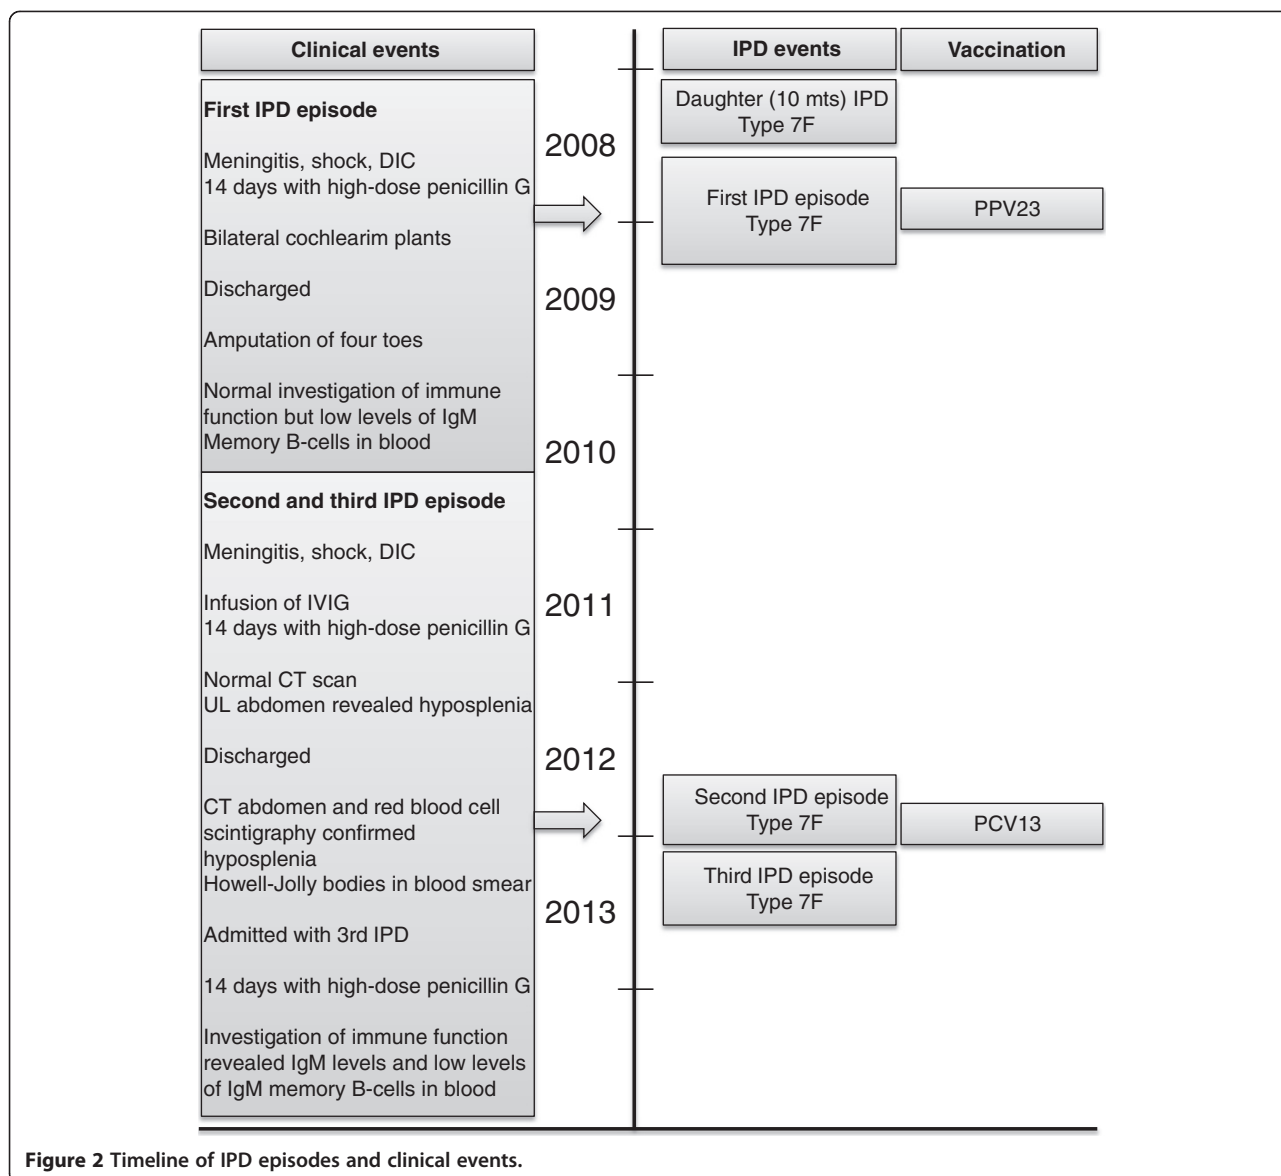 Clinical events
First IPD episode
Meningitis, shock, DIC
14 days with high-dose penicillin G
Bilateral cochlearim plants
Discharged
Amputation of four toes
Normal investigation of immune
function but low levels of IgM
Memory B-cells in blood
Second and third IPD episode
Meningitis, shock, DIC
Infusion of IVIG
14 days with high-dose penicillin G
Normal CT scan
UL abdomen revealed hyposplenia
Discharged
CT abdomen and red blood cell
scintigraphy confirmed
hyposplenia
Howell-Jolly bodies in blood smear
Admitted with 3rd IPD
14 days with high-dose penicillin G
Investigation of immune function
revealed IgM levels and low levels
of IgM memory B-cells in blood
2008
2009
2010
2011
2012
2013
IPD events
Daughter (10 mts) IPD
Type 7F
First IPD episode
Type 7F
Second IPD episode
Type 7F
Third IPD episode
Type 7F
Vaccination
PPV23
PCV13
Figure 2 Timeline of IPD episodes and clinical events.